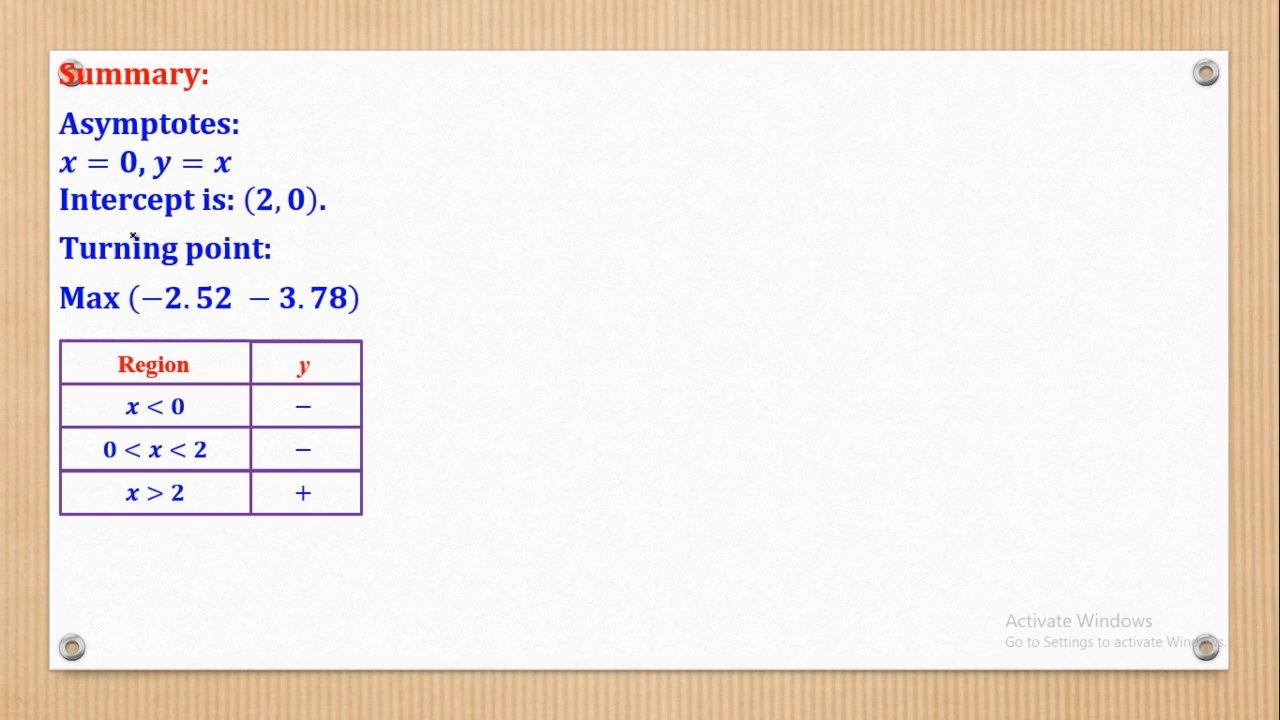 Summary:
Asymptotes:
x = 0, y = x
Intercept is: (2, 0).
Turning point:
Max (−2.52 − 3.78)
Region y
x < 0 −
0 < x < 2 −
x > 2 +
Activate Windows
Go to Settings to activate Windows.